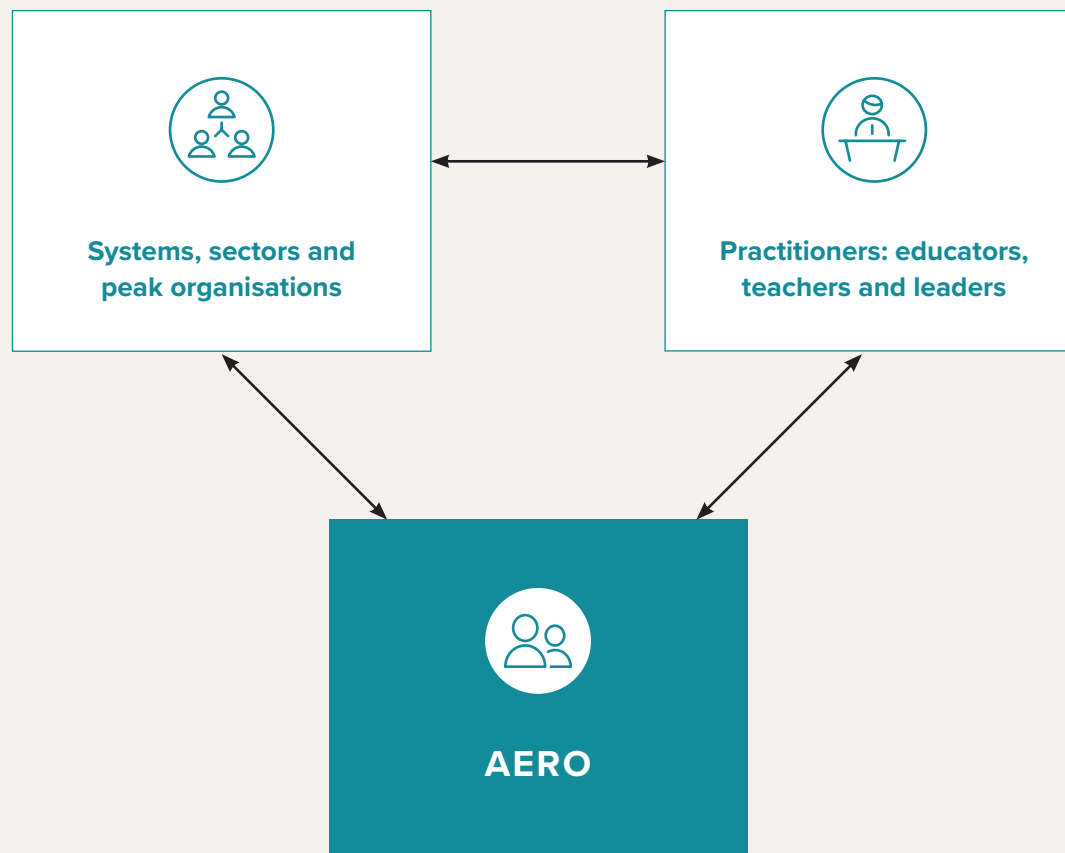 Systems, sectors and
peak organisations
Practitioners: educators,
teachers and leaders
AERO